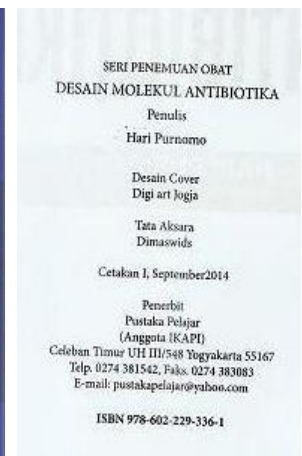 SERI PENEMUAN OBAT
DESAIN MOLEKUL ANTIBIOTIKA
Penulis
Hari Purnomo
Desain Cover
Digi art Jogja
Tata Aksara
Dimaswids
Cetakan I, September2014
Penerbit
Pustaka Pelajar
(Anggota IKAPI)
Celeban Timur UH III/548 Yogyakarta 55167
Telp. 0274 381542, Faks. 0274 383083
E-mail: pustakapelajar@yahoo.com
ISBN 978-602-229-336-1